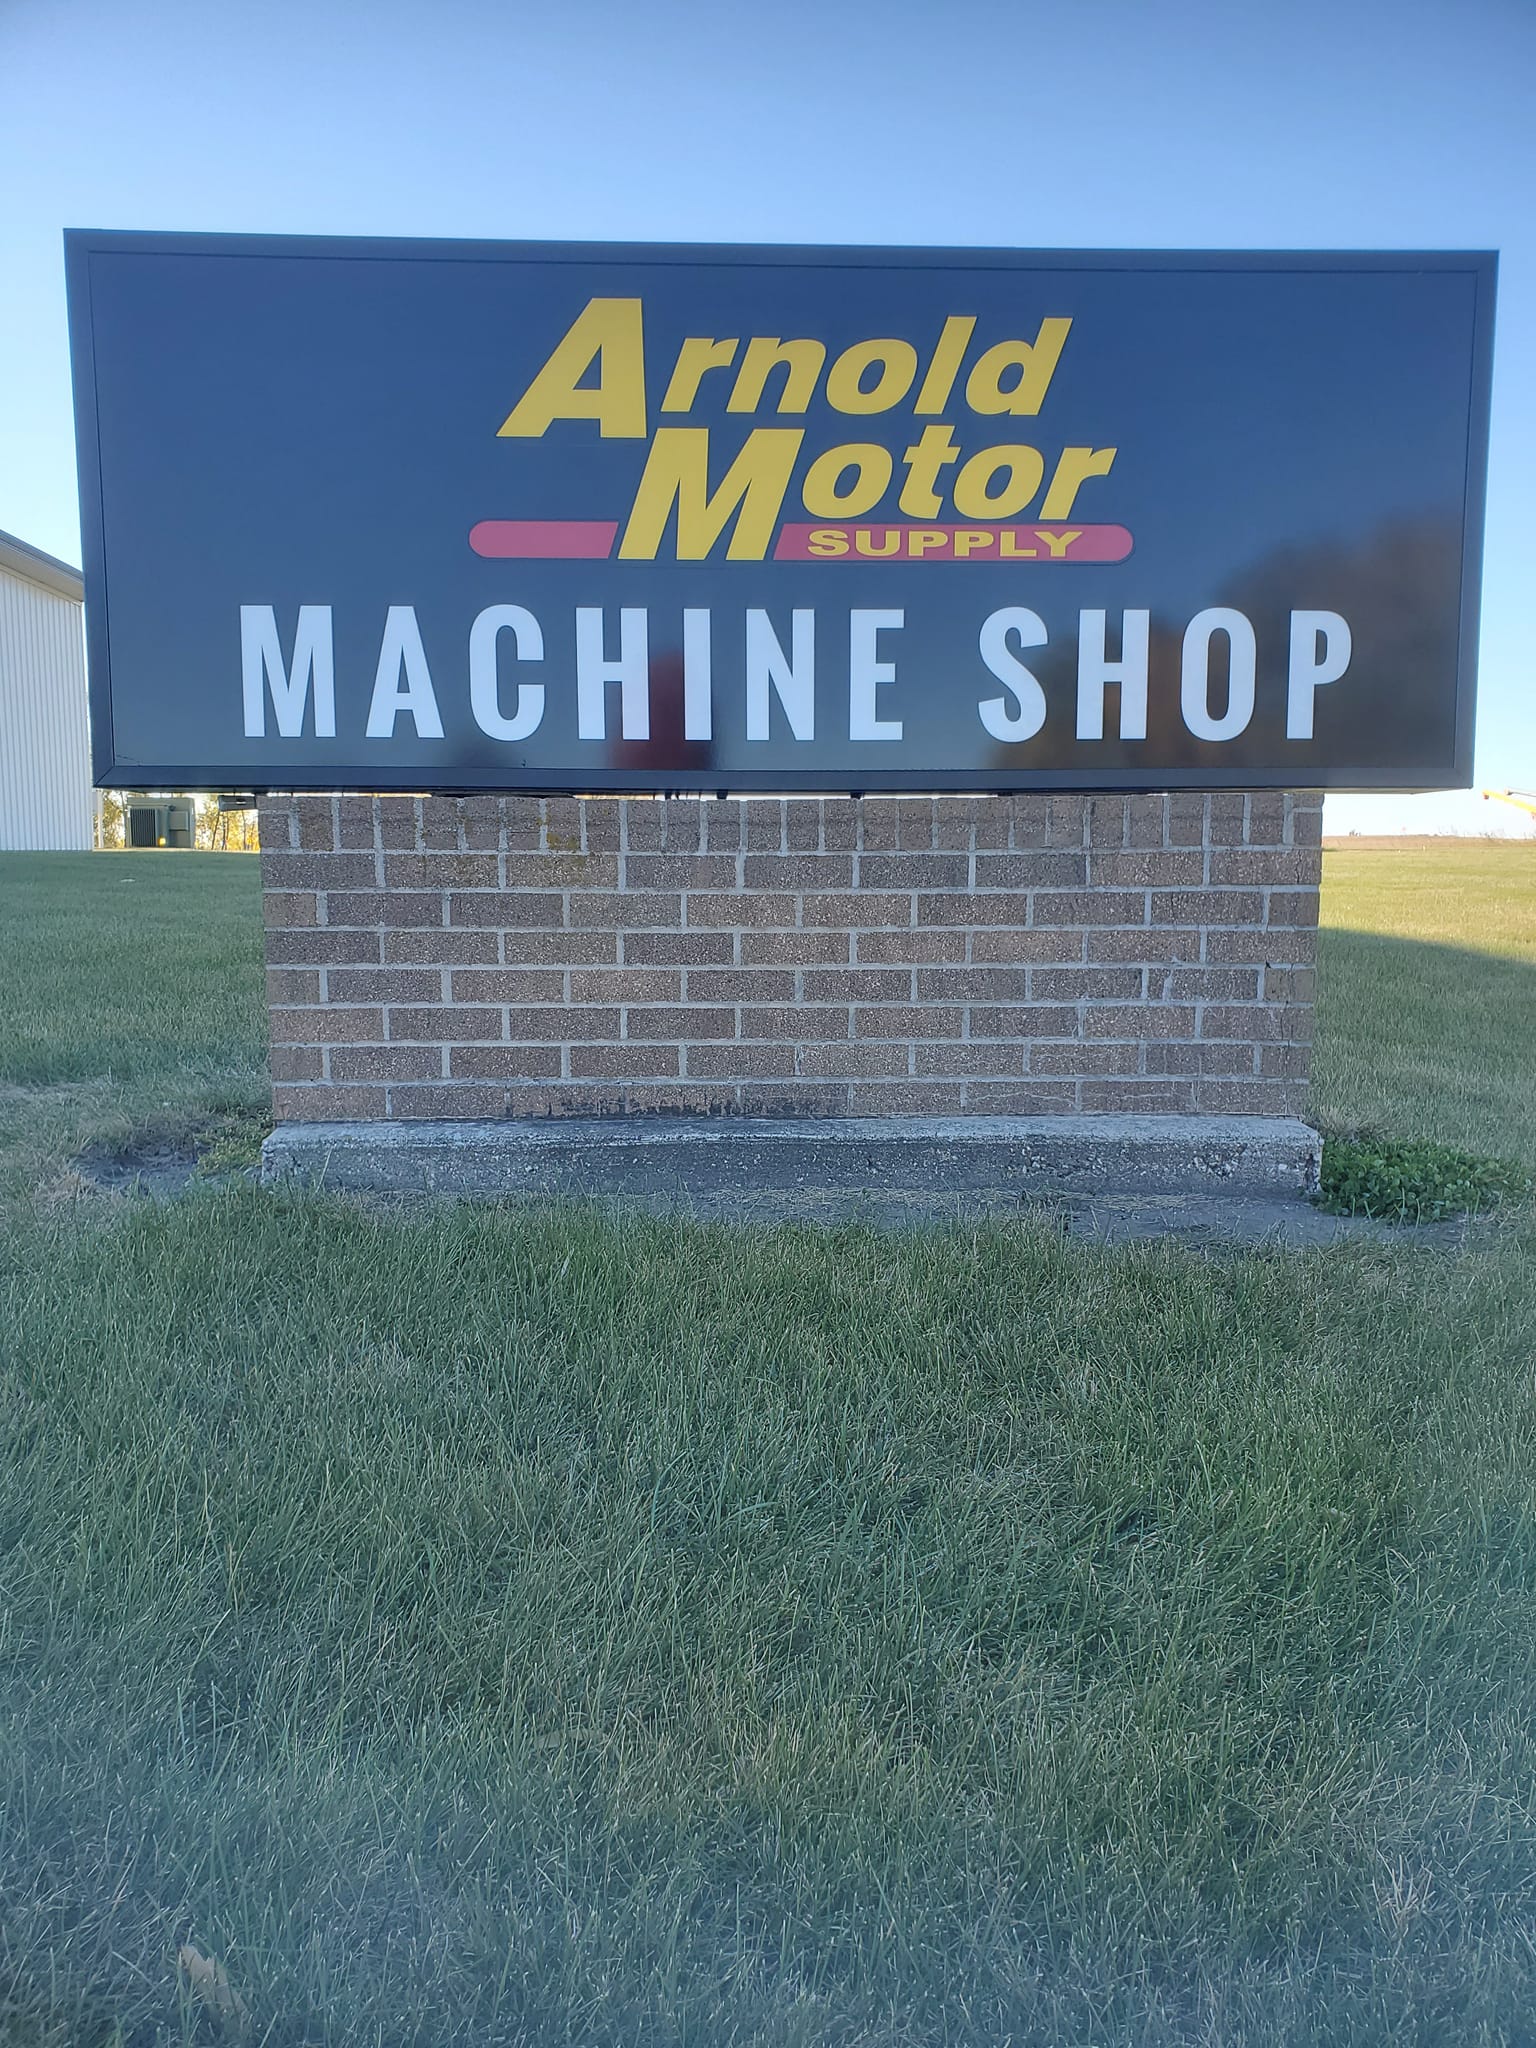 Arnold
Motor
SUPPLY
MACHINE SHOP